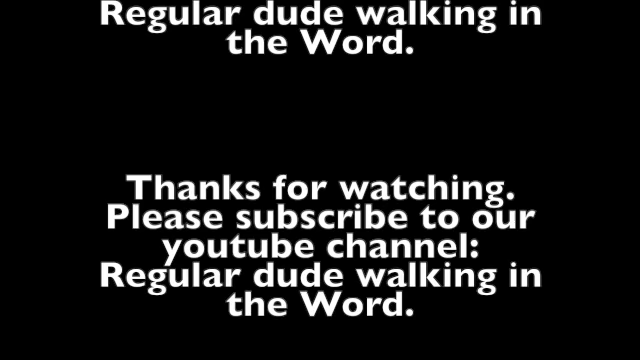 Regular dude walking in
the Word.
Thanks for watching.
Please subscribe to our
youtube channel:
Regular dude walking in
the Word.